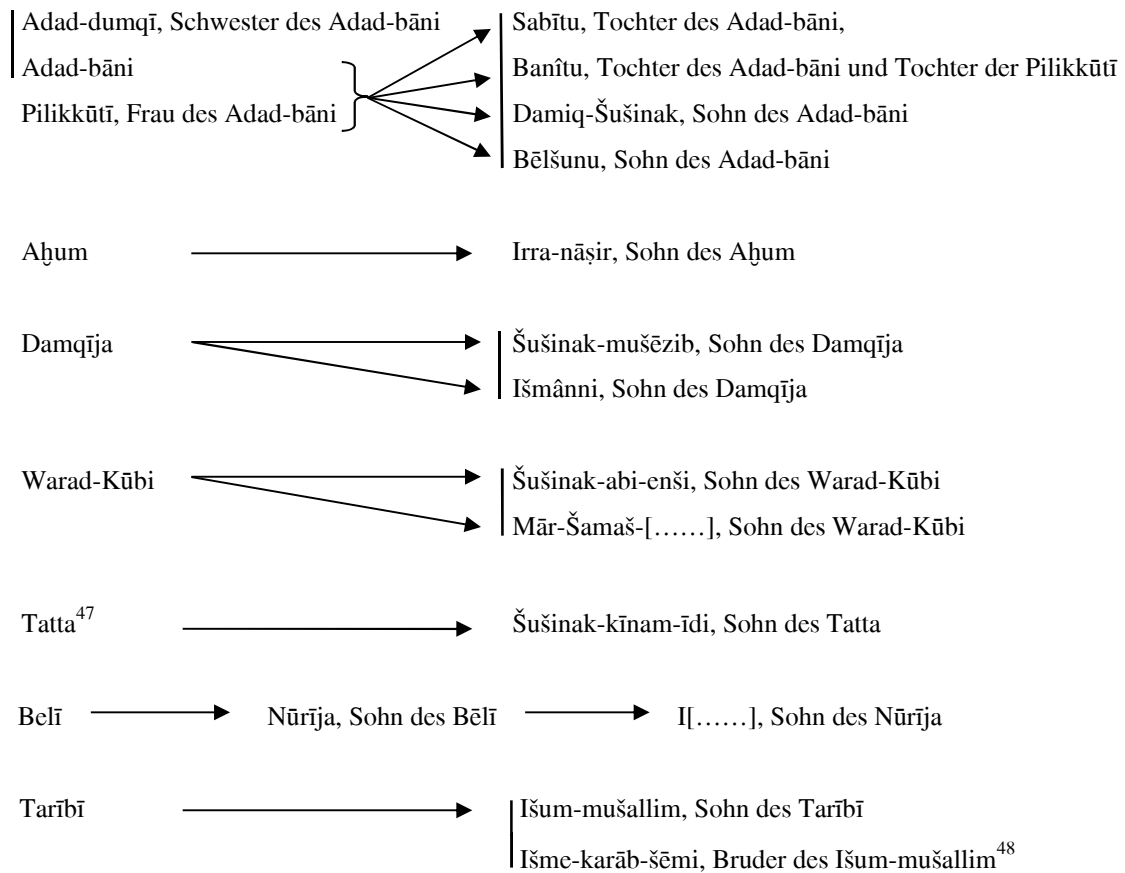 Adad-dumqī, Schwester des Adad-bāni Sabītu, Tochter des Adad-bāni,
Adad-bāni Banîtu, Tochter des Adad-bāni und Tochter der Pilikkūtī
Pilikkūtī, Frau des Adad-bāni Damiq-Šušinak, Sohn des Adad-bāni
Bēlšunu, Sohn des Adad-bāni
Aḫum Irra-nāṣir, Sohn des Aḫum
Damqīja Šušinak-mušēzib, Sohn des Damqīja
Išmânni, Sohn des Damqīja
Warad-Kūbi Šušinak-abi-enši, Sohn des Warad-Kūbi
Mār-Šamaš-[……], Sohn des Warad-Kūbi
Tatta47 Šušinak-kīnam-īdi, Sohn des Tatta
Belī Nūrīja, Sohn des Bēlī I[……], Sohn des Nūrīja
Tarībī Išum-mušallim, Sohn des Tarībī
Išme-karāb-šēmi, Bruder des Išum-mušallim48